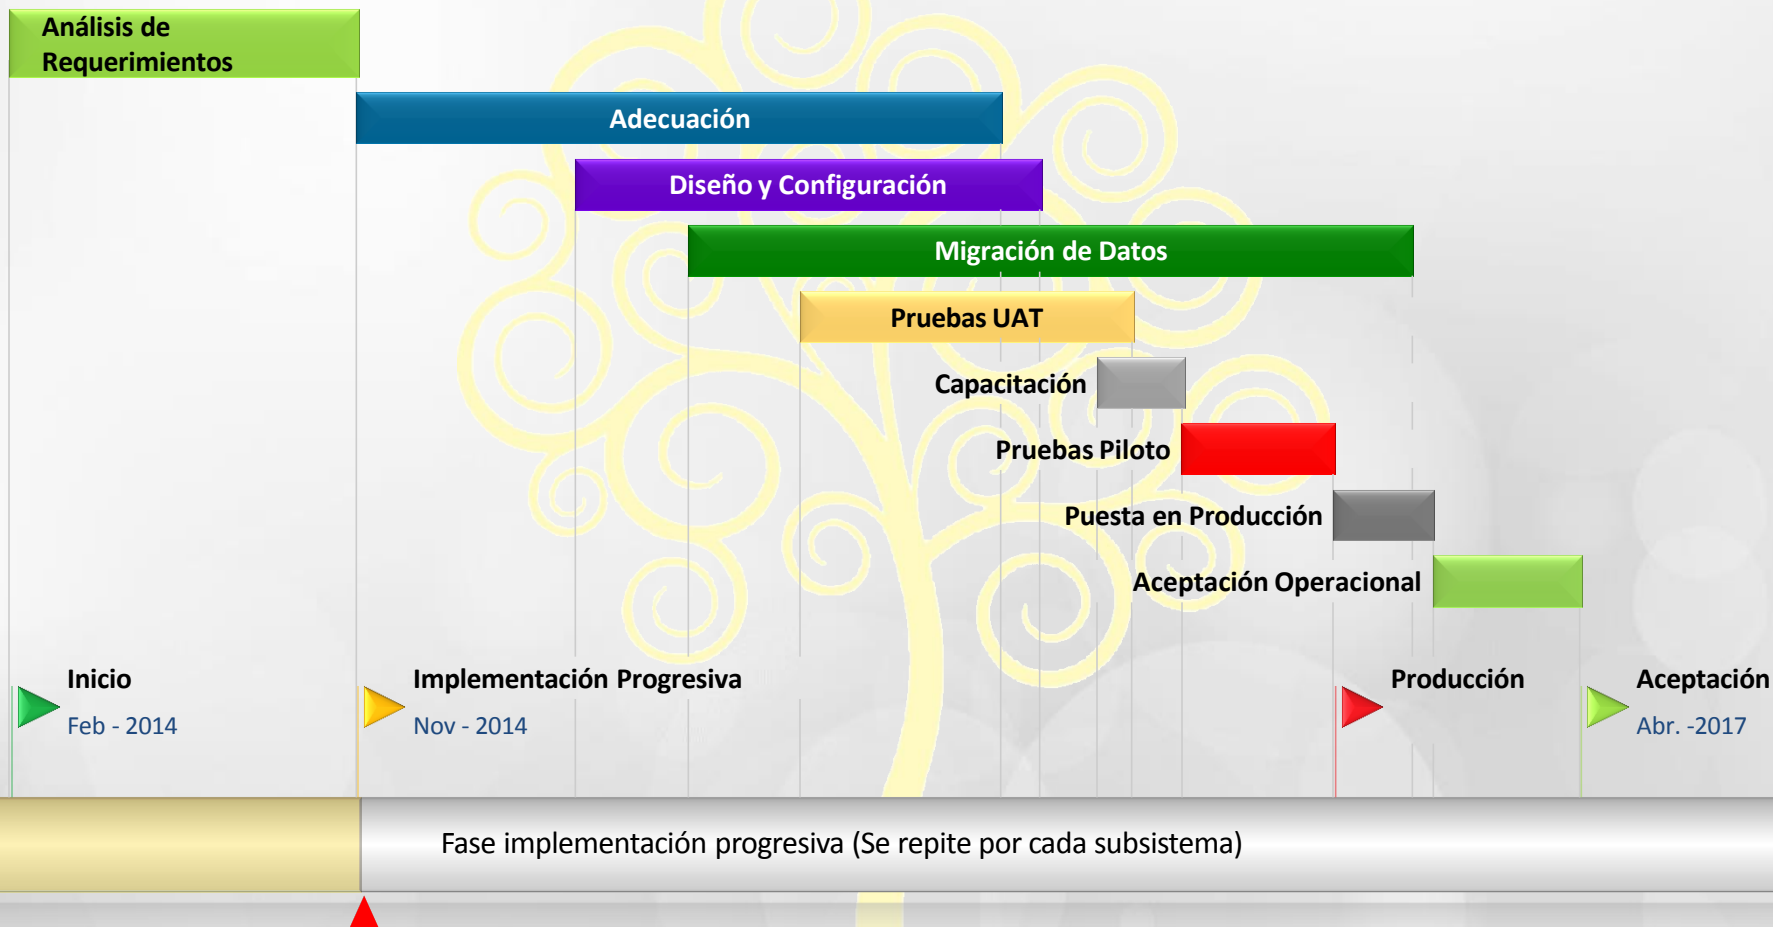 Análisis de
Requerimientos
Adecuación
Diseño y Configuración
Migración de Datos
Pruebas UAT
Capacitación
Pruebas Piloto
Puesta en Producción
Aceptación Operacional
Inicio
Feb - 2014
Implementación Progresiva
Nov - 2014
Producción
Aceptación
Abr. -2017
Fase implementación progresiva (Se repite por cada subsistema)